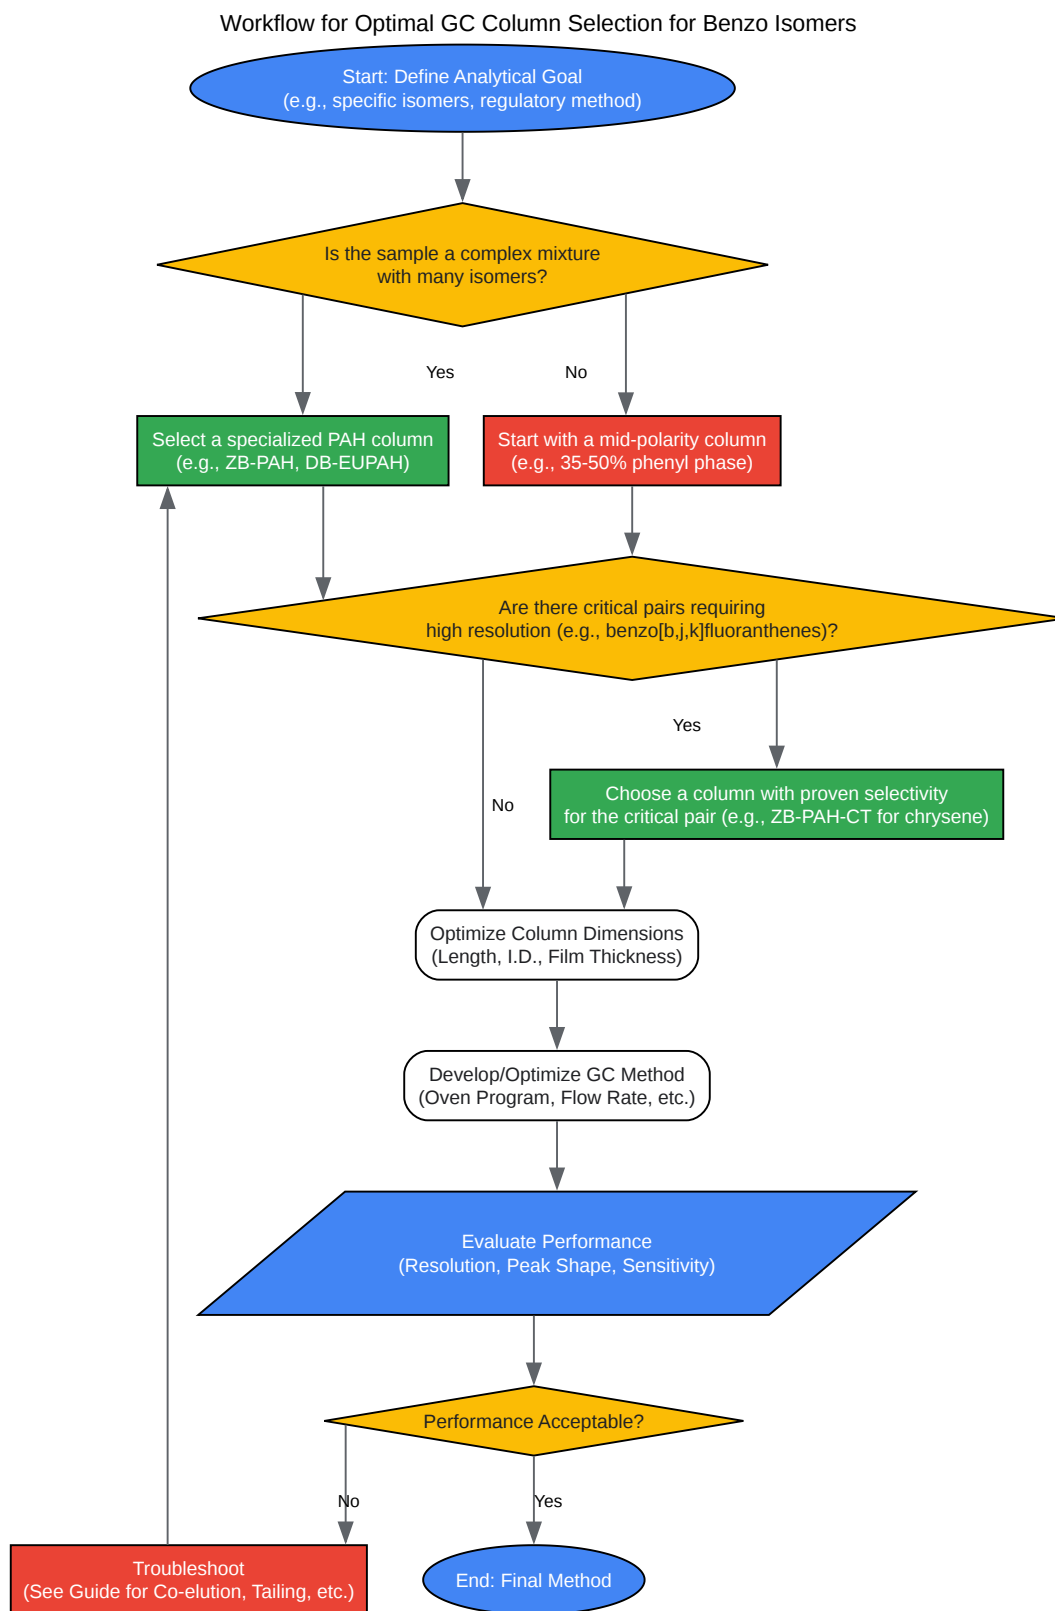 Workflow for Optimal GC Column Selection for Benzo Isomers
Start: Define Analytical Goal
(e.g., specific isomers, regulatory method)
Is the sample a complex mixture
with many isomers?
Yes
No
Select a specialized PAH column
(e.g., ZB-PAH, DB-EUPAH)
Start with a mid-polarity column
(e.g., 35-50% phenyl phase)
Are there critical pairs requiring
high resolution (e.g., benzo[b,j,k]fluoranthenes)?
Yes
No
Choose a column with proven selectivity
for the critical pair (e.g., ZB-PAH-CT for chrysene)
Optimize Column Dimensions
(Length, I.D., Film Thickness)
Develop/Optimize GC Method
(Oven Program, Flow Rate, etc.)
Evaluate Performance
(Resolution, Peak Shape, Sensitivity)
Performance Acceptable?
No
Yes
Troubleshoot
(See Guide for Co-elution, Tailing, etc.)
End: Final Method